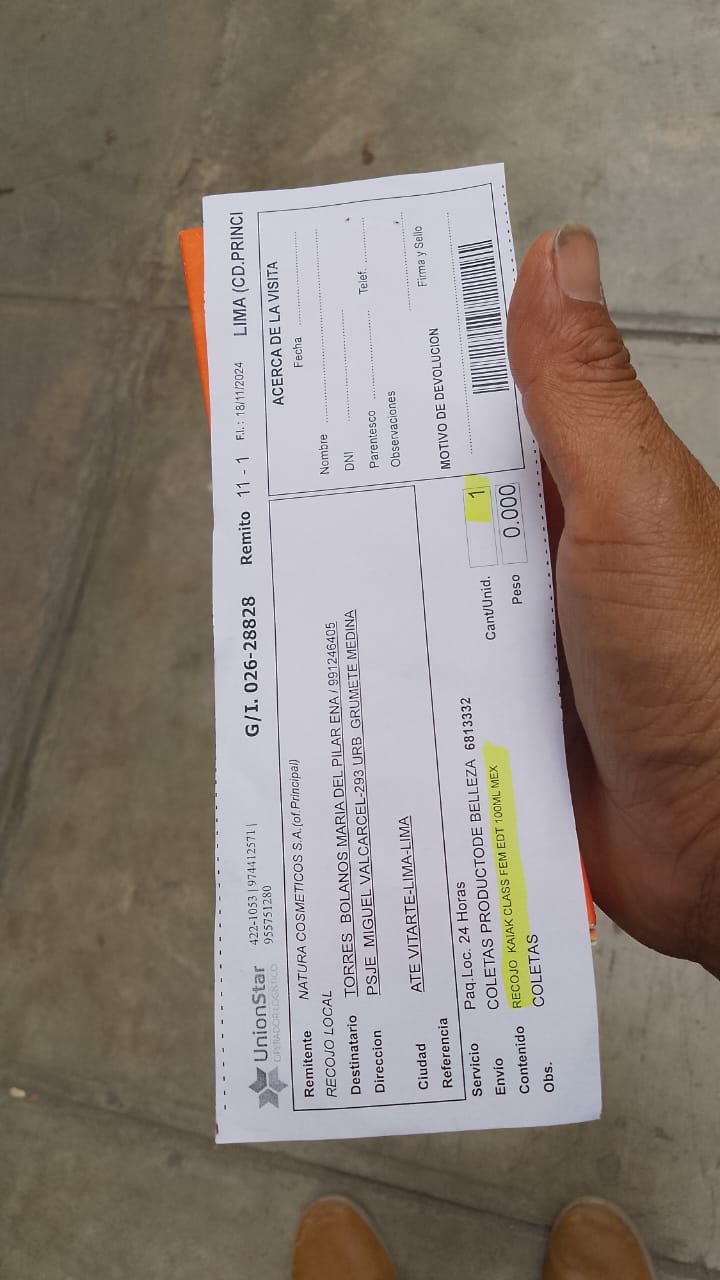 UnionStar
OPERADOR LOGISTICO
422-1053 | 974412571 |
955751280
G/I. 026-28828
Remito 11 - 1
F.I.: 18/11/2024
LIMA (CD.PRINCI
Remitente NATURA COSMETICOS S.A.(of.Principal)
RECOJO LOCAL
Destinatario TORRES BOLANOS MARIA DEL PILAR ENA / 991246405
Direccion PSJE MIGUEL VALCARCEL-293 URB GRUMETE MEDINA
Ciudad ATE VITARTE-LIMA-LIMA
Referencia
ACERCA DE LA VISITA
Fecha
Nombre
DNI
Parentesco Telef.
Observaciones
Firma y Sello
MOTIVO DE DEVOLUCION
Servicio Paq.Loc. 24 Horas
Envío COLETAS PRODUCTODE BELLEZA 6813332
Contenido RECOJO KAIAK CLASS FEM EDT 100ML MEX
Obs. COLETAS
Cant/Unid. 1
Peso 0.000